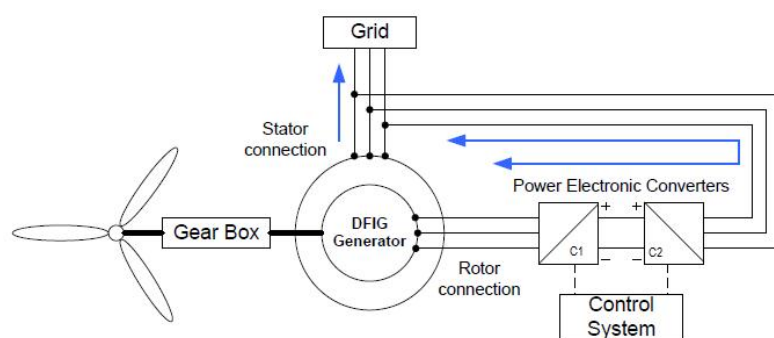 Grid
Stator
connection
Power Electronic Converters
Gear Box
DFIG
Generator
+ +
C1
C2
– –
Rotor
connection
Control
System